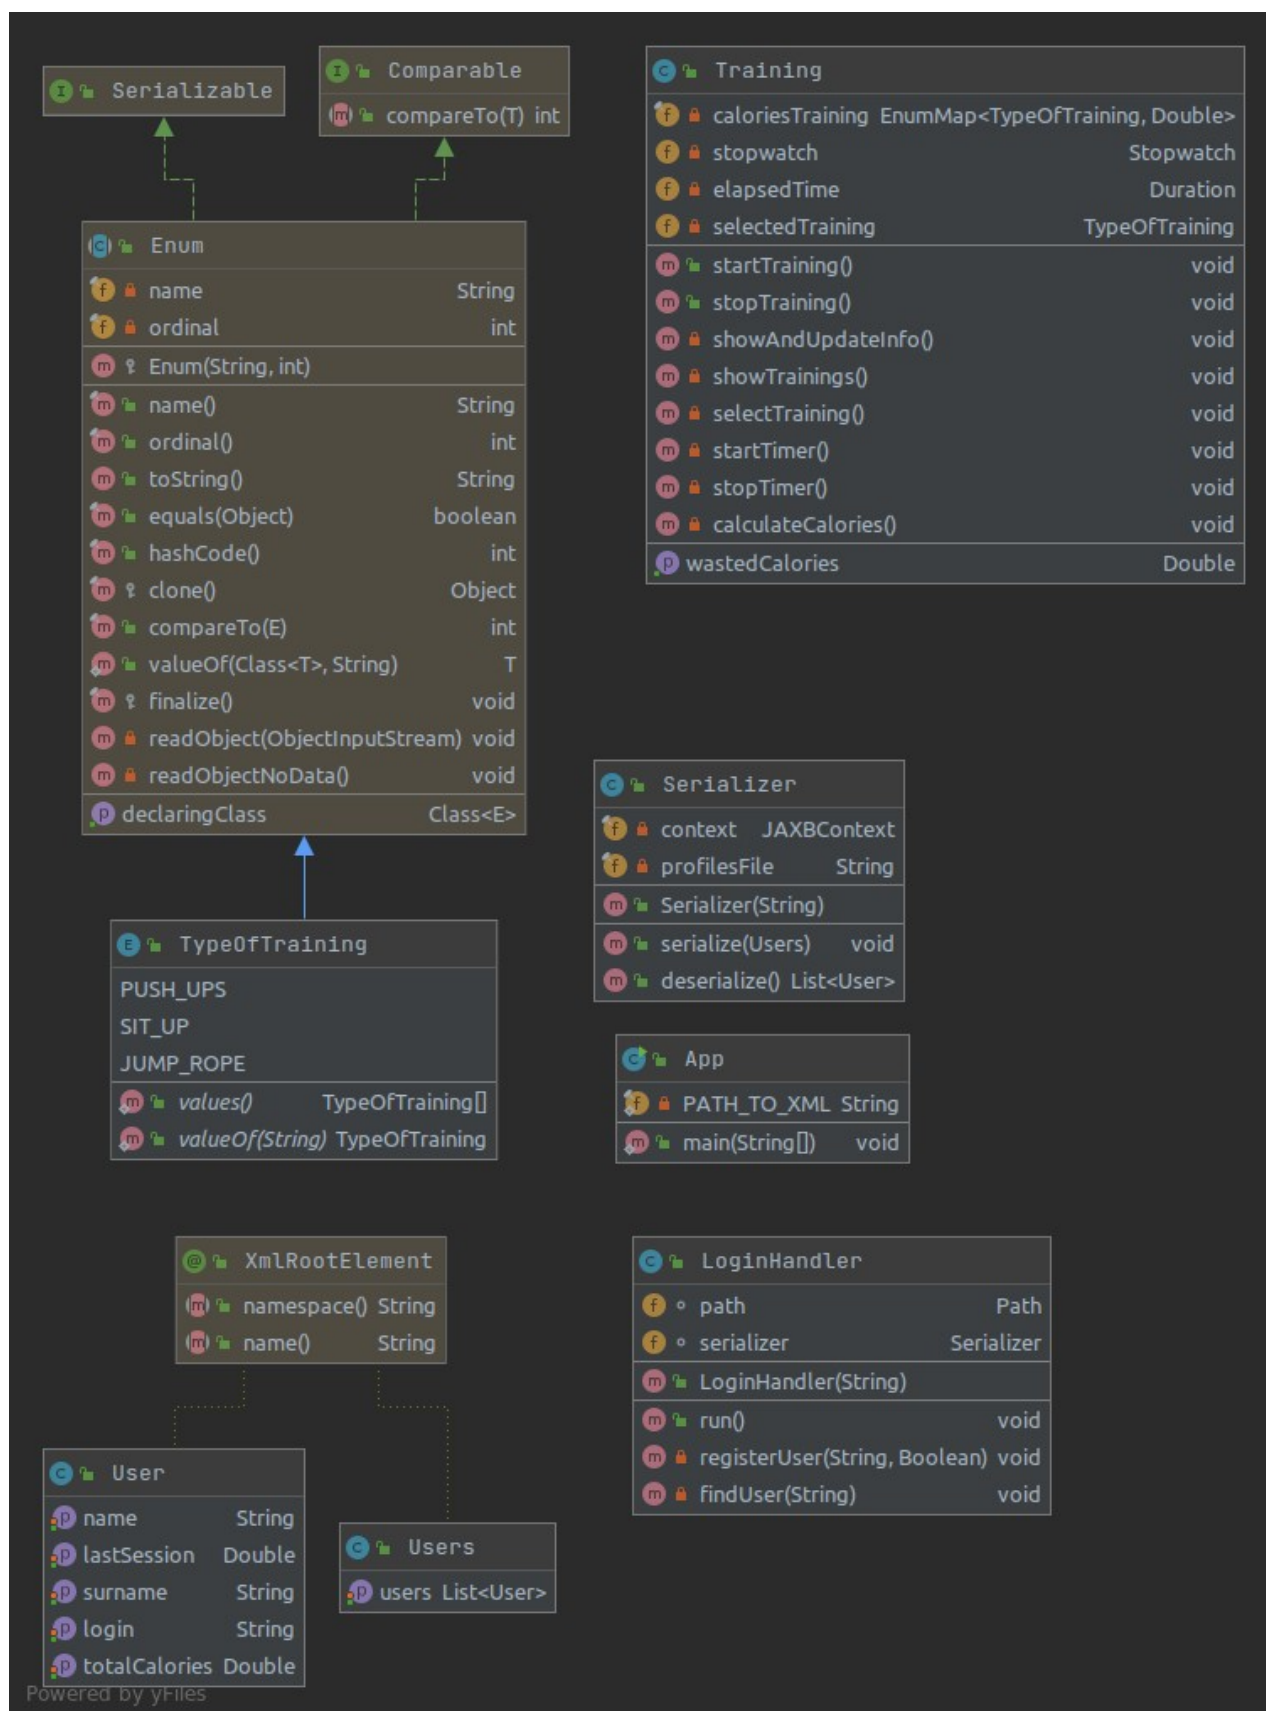 Serializable
Comparable
compareTo(T) int
Enum
name String
ordinal int
Enum(String, int)
name() String
ordinal() int
toString() String
equals(Object) boolean
hashCode() int
clone() Object
compareTo(E) int
valueOf(Class<T>, String) T
finalize() void
readObject(ObjectInputStream) void
readObjectNoData() void
declaringClass Class<E>
TypeOfTraining
PUSH_UPS
SIT_UP
JUMP_ROPE
values() TypeOfTraining[]
valueOf(String) TypeOfTraining
XmlRootElement
namespace() String
name() String
User
name String
lastSession Double
surname String
login String
totalCalories Double
Users
users List<User>
Training
caloriesTraining EnumMap<TypeOfTraining, Double>
stopwatch Stopwatch
elapsedTime Duration
selectedTraining TypeOfTraining
startTraining() void
stopTraining() void
showAndUpdateInfo() void
showTrainings() void
selectTraining() void
startTimer() void
stopTimer() void
calculateCalories() void
wastedCalories Double
Serializer
context JAXBContext
profilesFile String
Serializer(String)
serialize(Users) void
deserialize() List<User>
App
PATH_TO_XML String
main(String[]) void
LoginHandler
path Path
serializer Serializer
LoginHandler(String)
run() void
registerUser(String, Boolean) void
findUser(String) void
Powered by yFiles